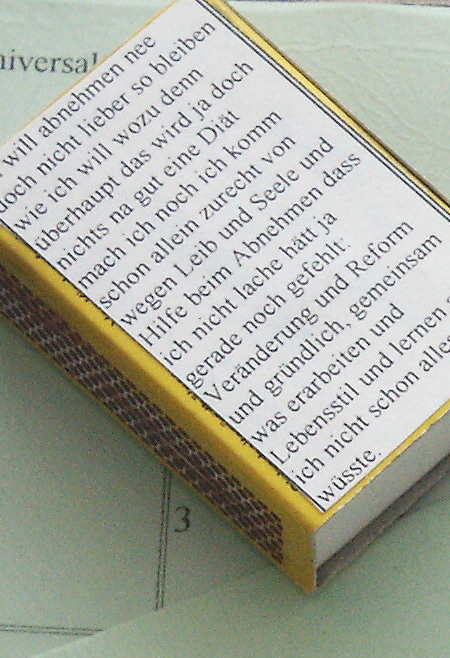 niversal
will abnehmen nee
doch nicht lieber so bleiben
wie ich will wozu denn
überhaupt das wird ja doch
nichts na gut eine Diät
mach ich noch ich komm
schon allein zurecht von
wegen Leib und Seele und
Hilfe beim Abnehmen dass
ich nicht lache hätt ja
gerade noch gefehlt:
Veränderung und Reform
und gründlich, gemeinsam
was erarbeiten und
Lebensstil und lernen
ich nicht schon alles
wüsste.
3